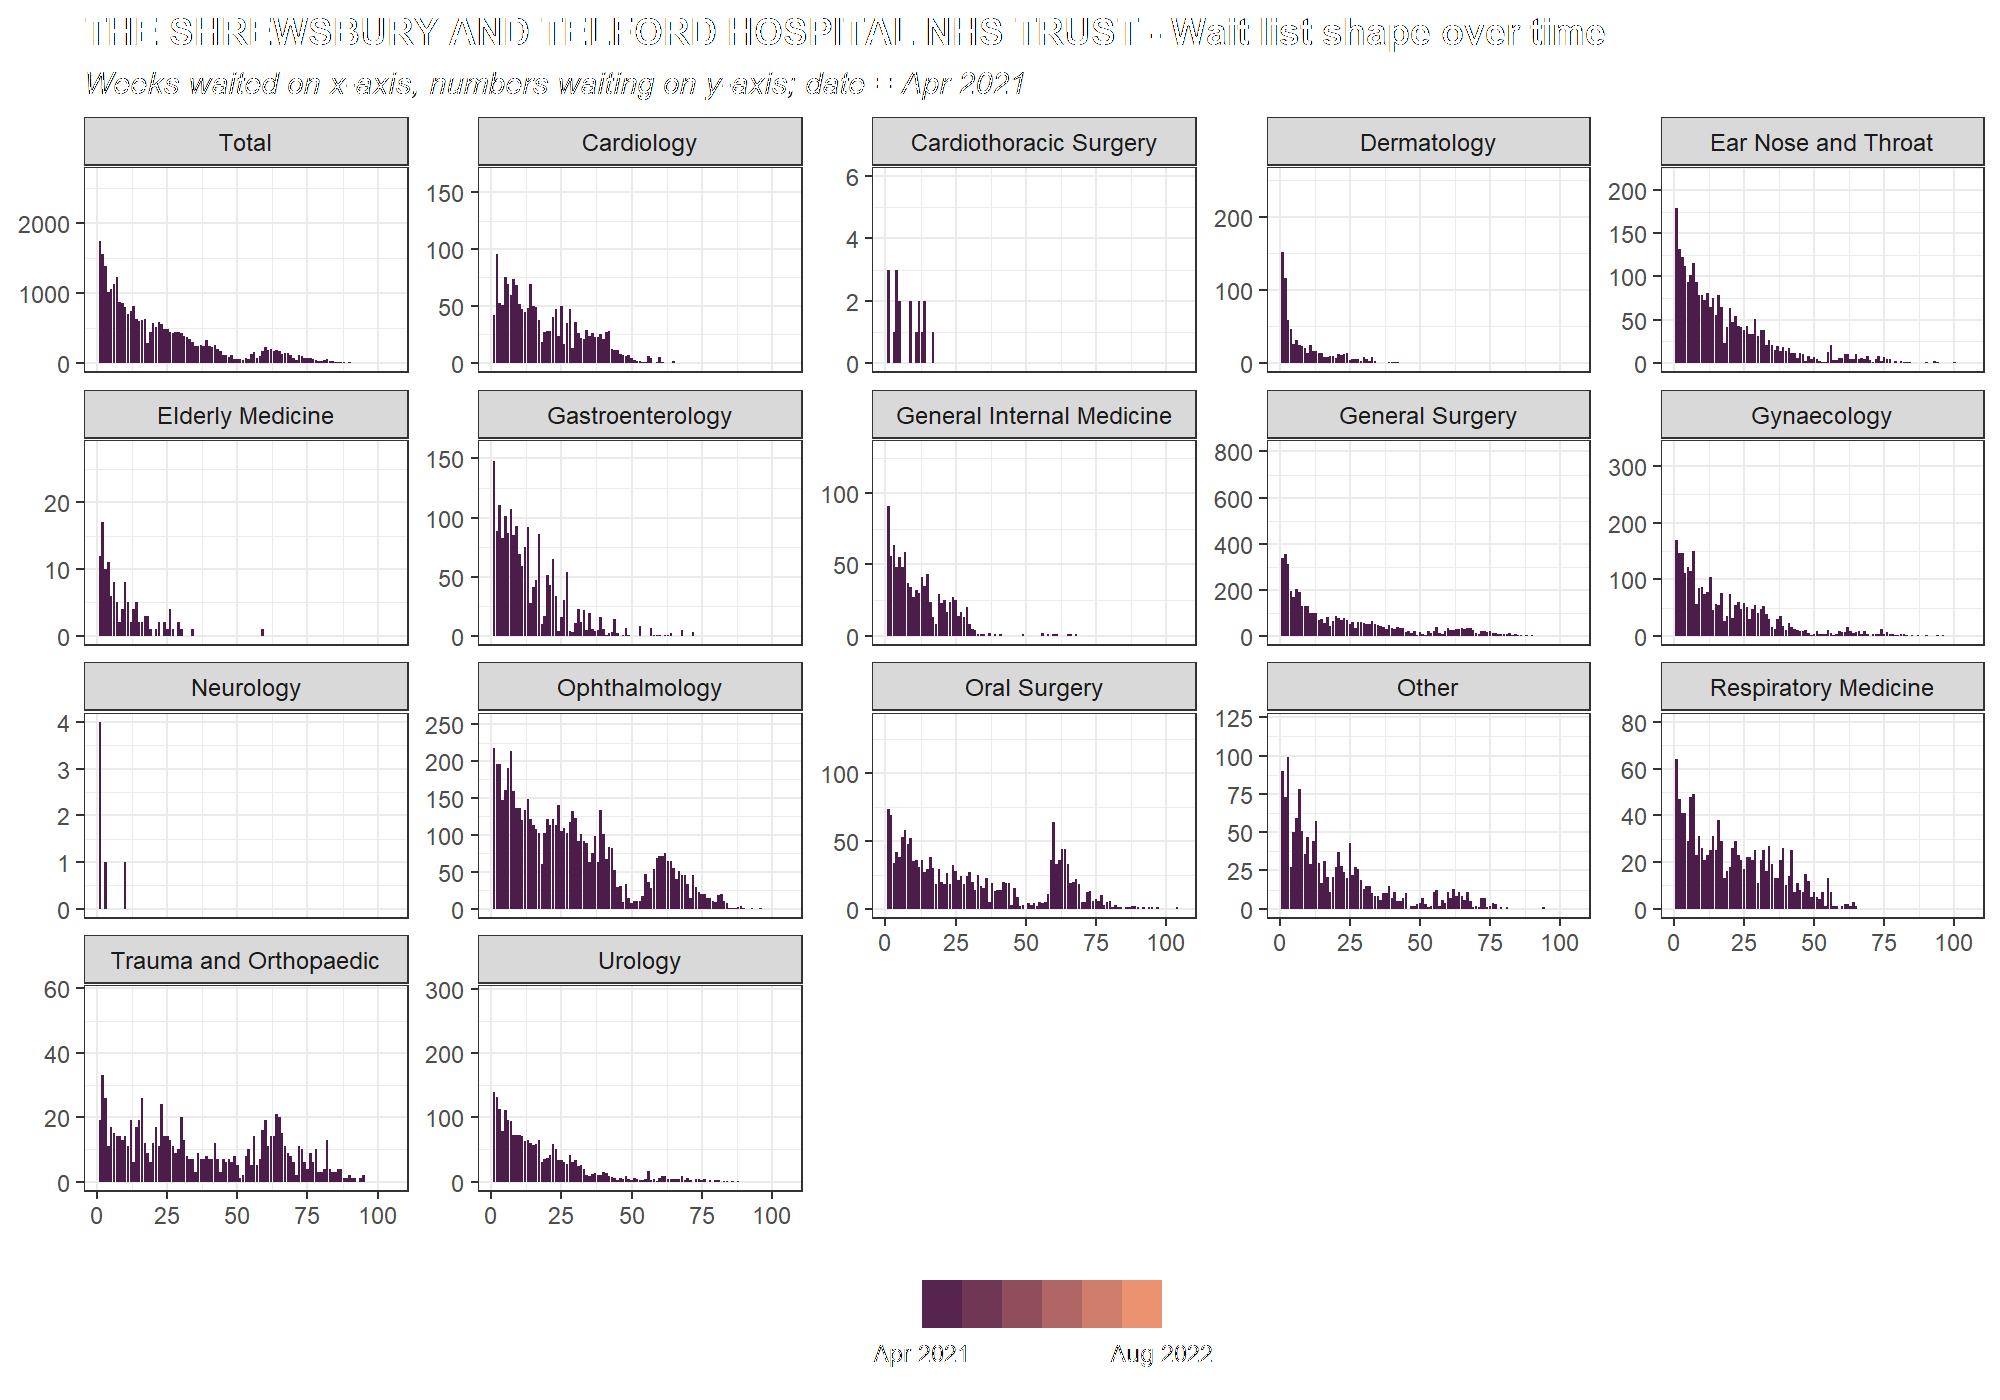 THE SHREWSBURY AND TELFORD HOSPITAL NHS TRUST - Wait list shape over time
Weeks waited on x-axis, numbers waiting on y-axis; date = Apr 2021
Total
Cardiology
Cardiothoracic Surgery
Dermatology
Ear Nose and Throat
2000
1000
0
150
100
50
0
6
4
2
0
200
100
0
200
150
100
50
0
Elderly Medicine
Gastroenterology
General Internal Medicine
General Surgery
Gynaecology
20
10
0
150
100
50
0
100
50
0
800
600
400
200
0
300
200
100
0
Neurology
Ophthalmology
Oral Surgery
Other
Respiratory Medicine
4
3
2
1
0
250
200
150
100
50
0
100
50
0
125
100
75
50
25
0
80
60
40
20
0
0 25 50 75 100
0 25 50 75 100
0 25 50 75 100
Trauma and Orthopaedic
Urology
60
40
20
0
300
200
100
0
0 25 50 75 100
0 25 50 75 100
Apr 2021
Aug 2022